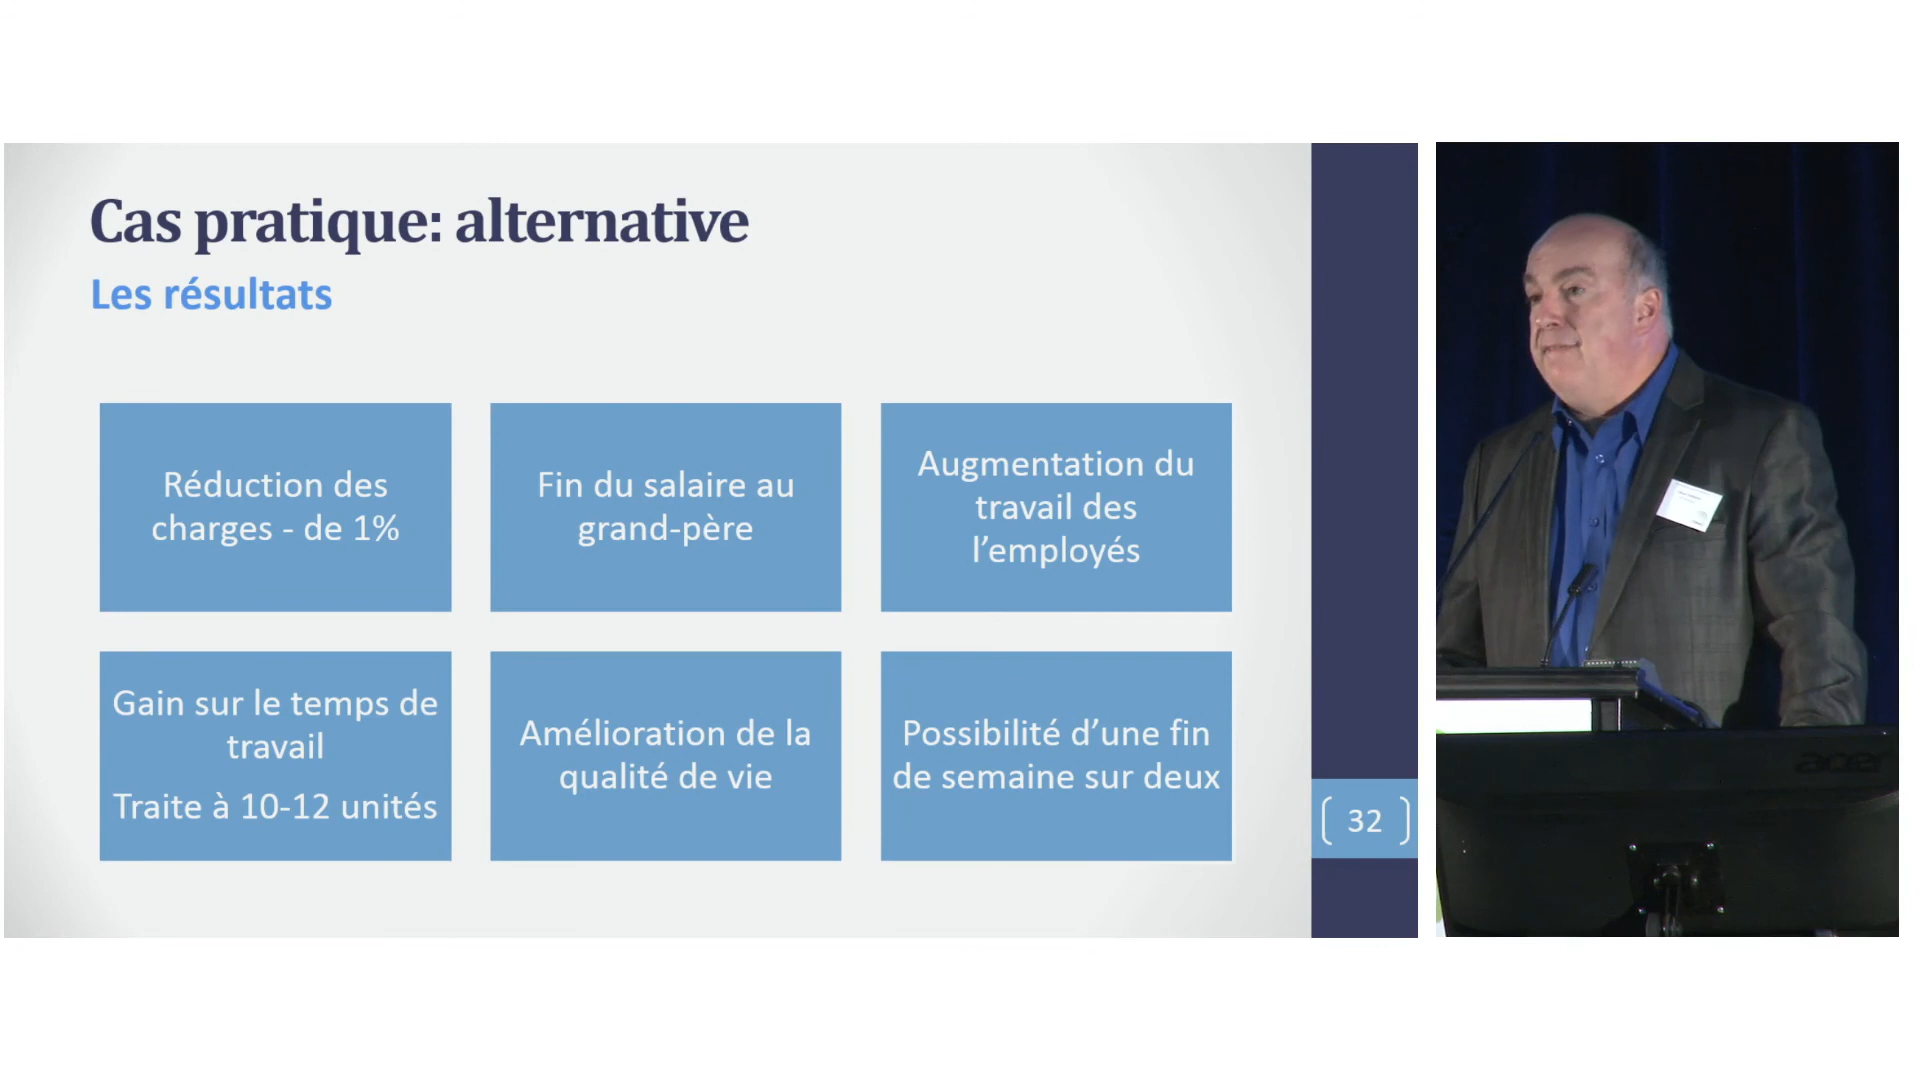 Cas pratique: alternative
Les résultats
Réduction des
charges - de 1%
Fin du salaire au
grand-père
Augmentation du
travail des
l’employés
Gain sur le temps de
travail
Traite à 10-12 unités
Amélioration de la
qualité de vie
Possibilité d’une fin
de semaine sur deux
32
acer